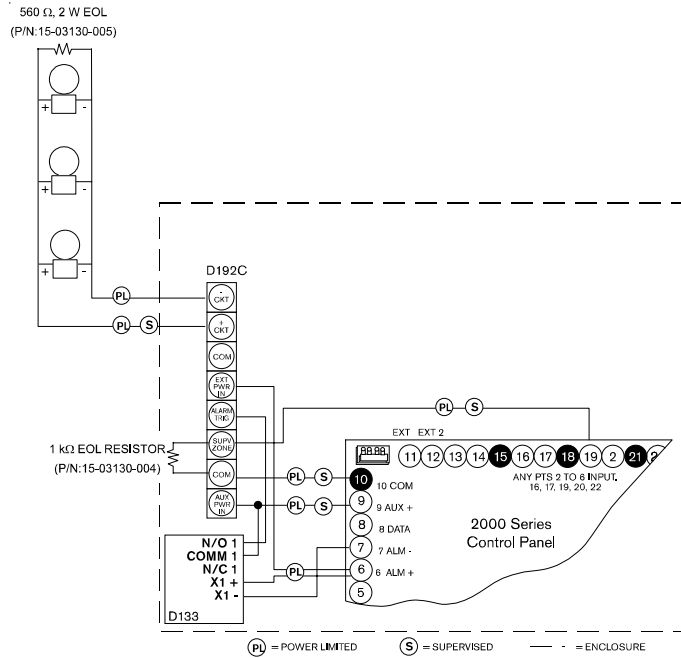 560 Ω, 2 W EOL
(P/N:15-03130-005)
+ -
+ -
+ -
D192C
PL
- CKT
PL S
+ CKT
COM
EXT PWR IN
ALARM TRIG
PL S
SUPV ZONE
1 kΩ EOL RESISTOR
(P/N:15-03130-004)
COM
AUX PWR IN
EXT EXT 2
11 12 13 14 15 16 17 18 19 2 21
ANY PTS 2 TO 6 INPUT.
16, 17, 19, 20, 22
PL S
10 10 COM
PL S
9 9 AUX +
8 8 DATA
7 7 ALM -
PL
6 6 ALM +
5
2000 Series
Control Panel
N/O 1
COMM 1
N/C 1
X1 +
X1 -
D133
PL = POWER LIMITED
S = SUPERVISED
= ENCLOSURE